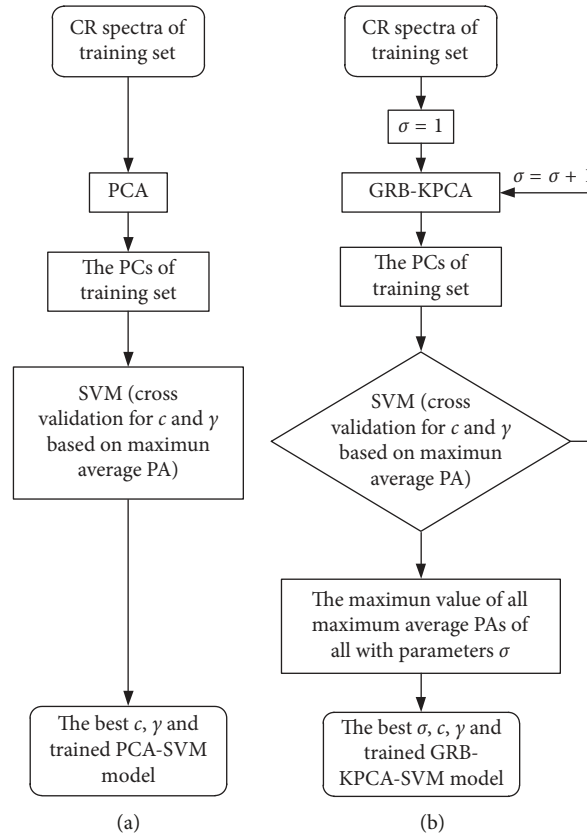 CR spectra of
training set
PCA
The PCs of
training set
SVM (cross
validation for c and γ
based on maximun
average PA)
The best c, γ and
trained PCA-SVM
model
(a)
CR spectra of
training set
σ = 1
GRB-KPCA
σ = σ + 1
The PCs of
training set
SVM (cross
validation for c and γ
based on maximun
average PA)
The maximun value of all
maximum average PAs of
all with parameters σ
The best σ, c, γ and
trained GRB-
KPCA-SVM model
(b)